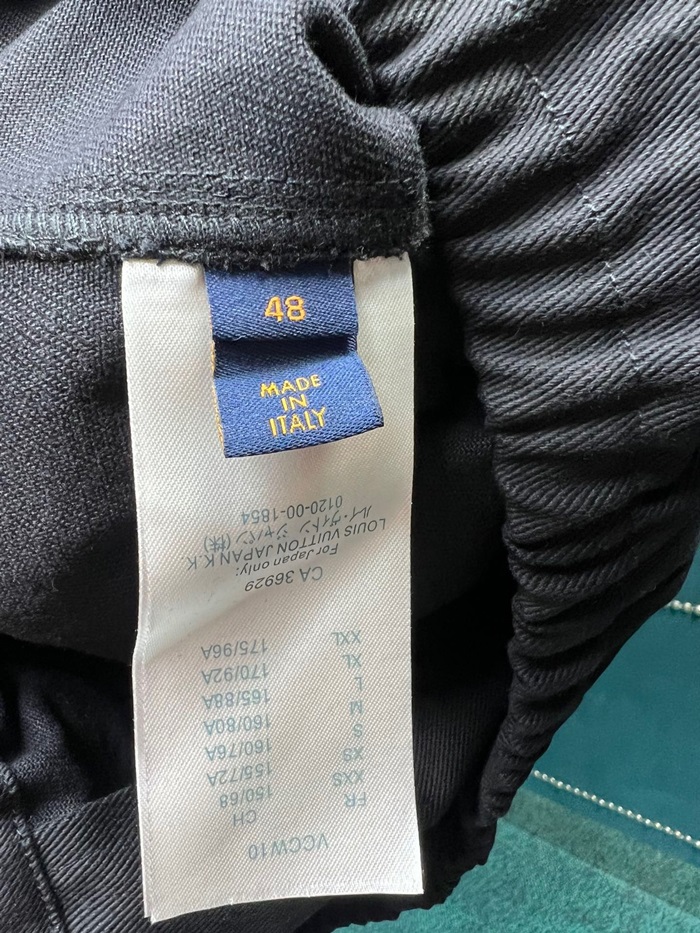 48
MADE
IN
ITALY
VCCW10
FR CH
XXS 150/68
XS 155/72A
S 160/76A
M 160/80A
L 165/88A
XL 170/92A
XXL 175/96A
CA 36929
For Japan only:
LOUIS VUITTON JAPAN K.K
ルイ・ヴィトン ジャパン(株)
0120-00-1854